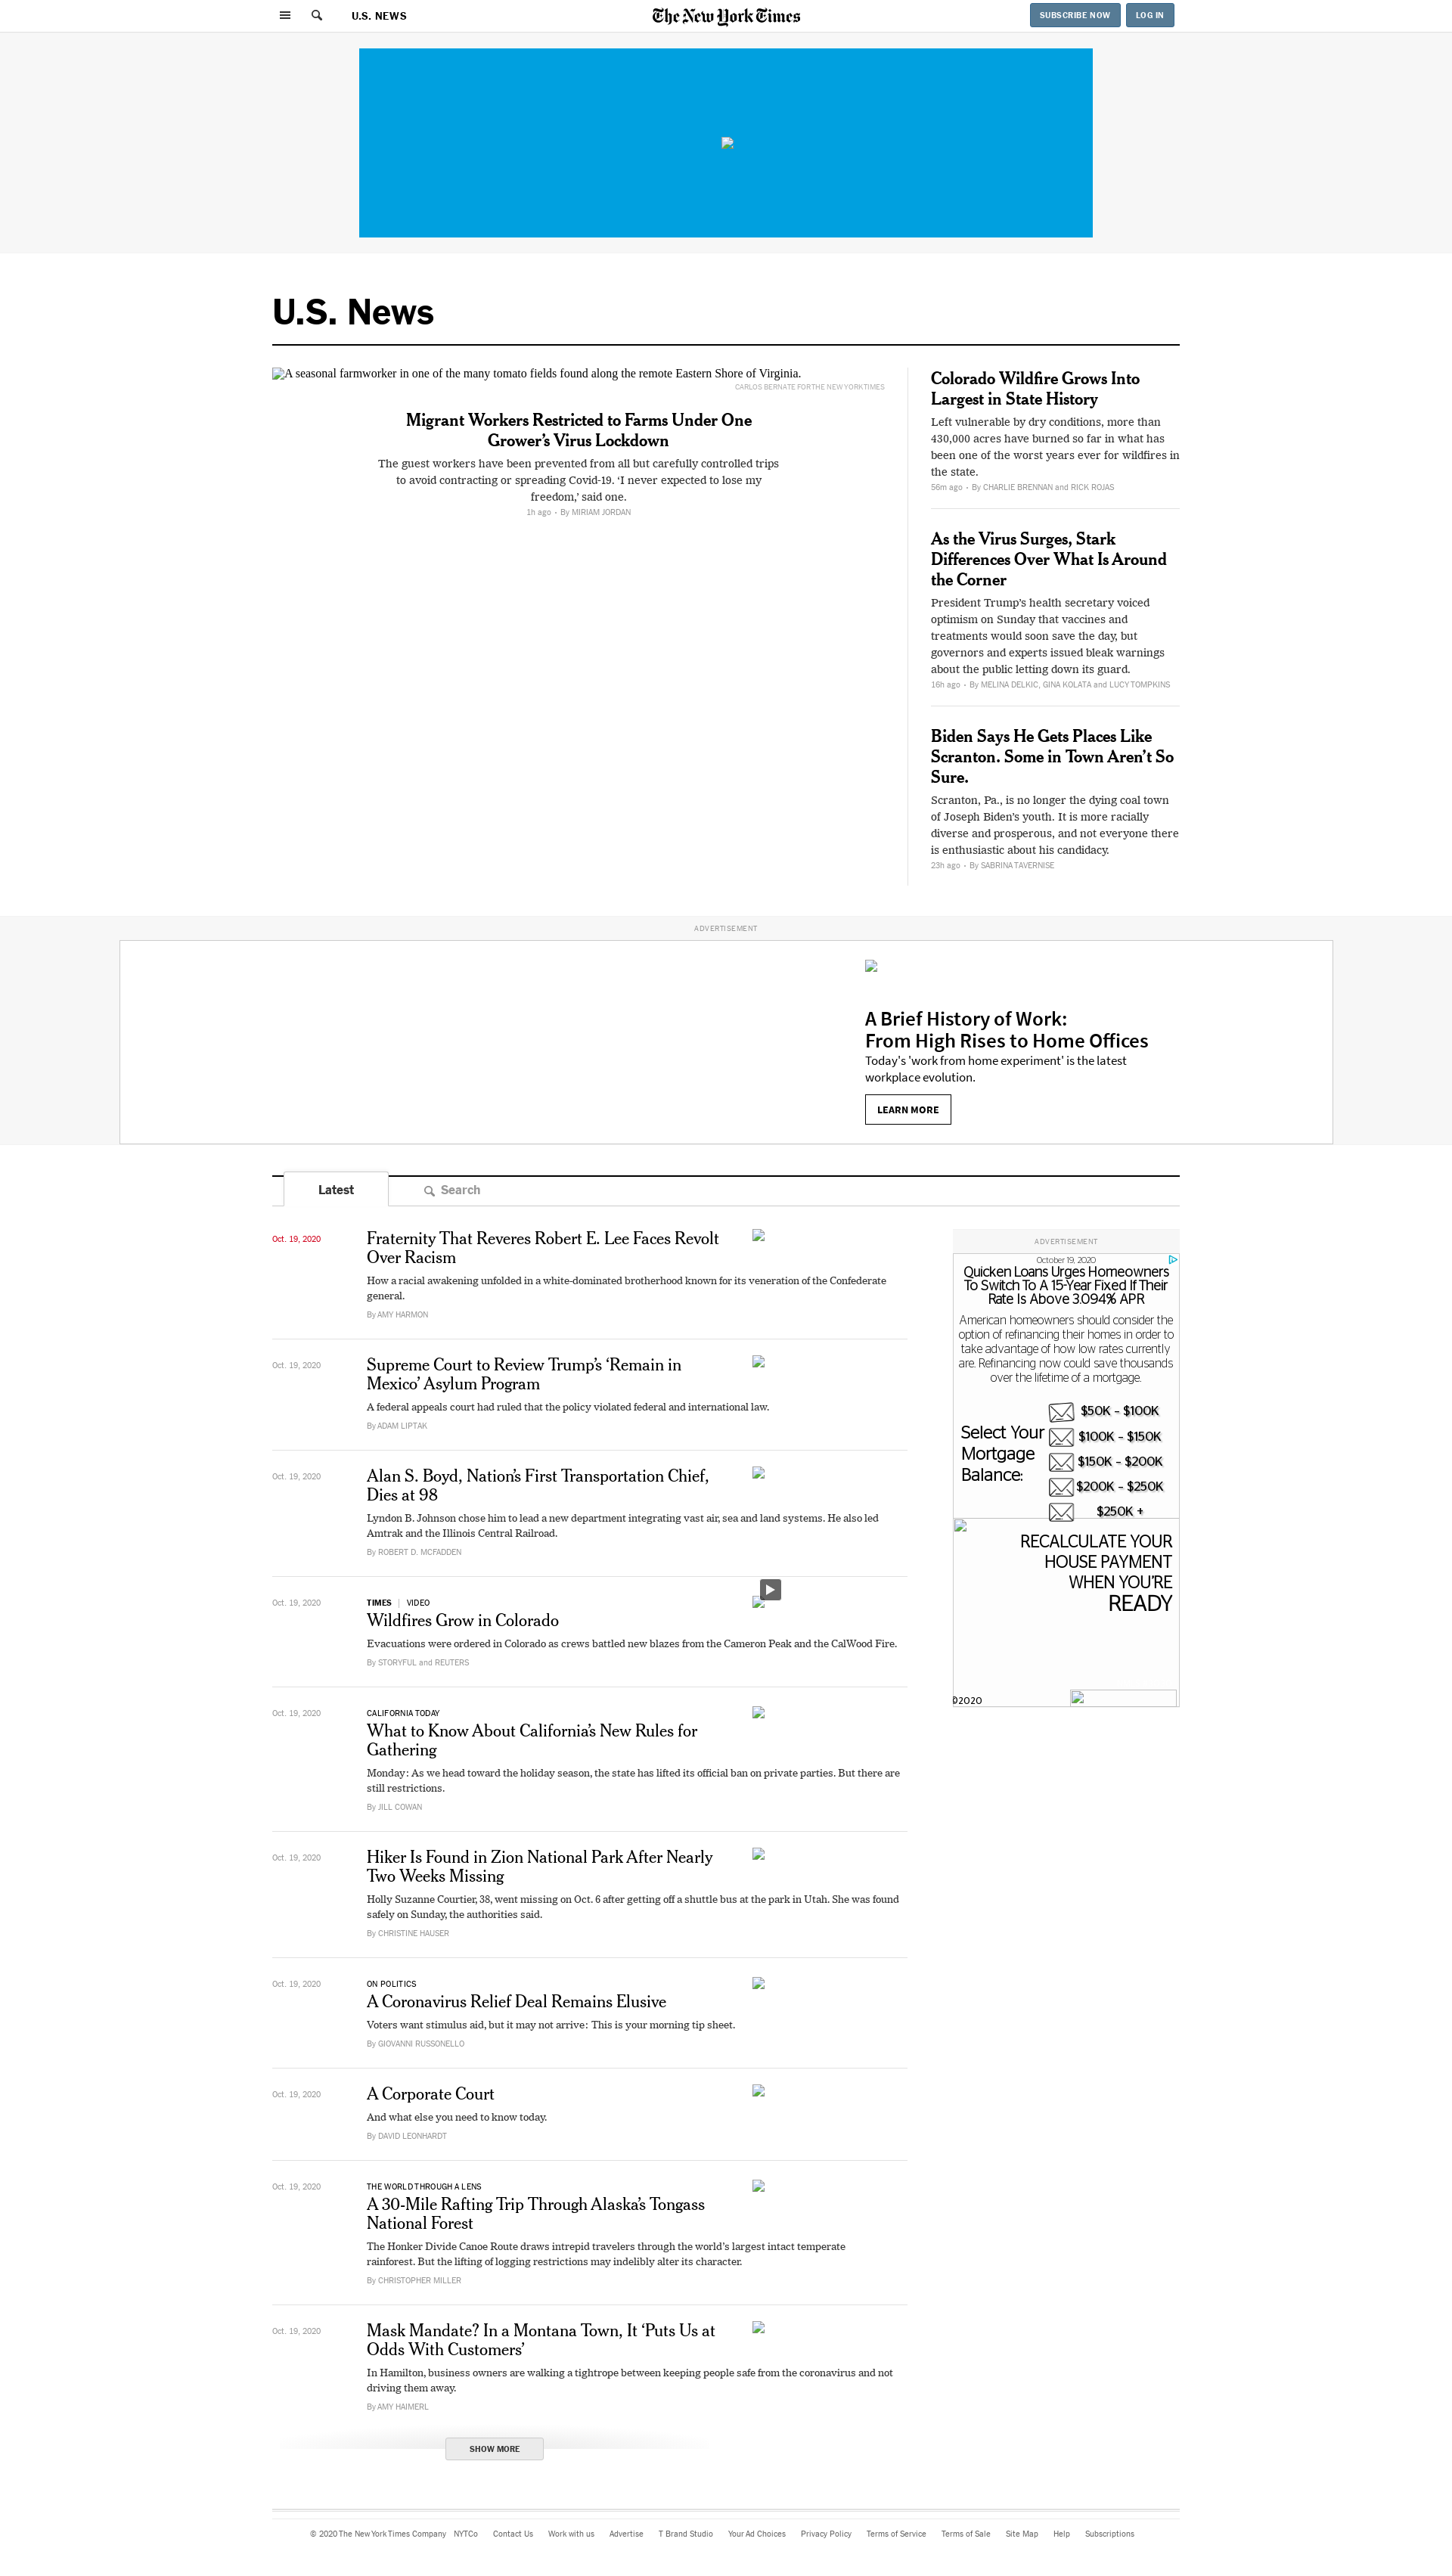 U.S. NEWS
The New York Times
SUBSCRIBE NOW
LOG IN
U.S. News
A seasonal farmworker in one of the many tomato fields found along the remote Eastern Shore of Virginia.
CARLOS BERNATE FOR THE NEW YORK TIMES
Migrant Workers Restricted to Farms Under One
Grower’s Virus Lockdown
The guest workers have been prevented from all but carefully controlled trips
to avoid contracting or spreading Covid-19. ‘I never expected to lose my
freedom,’ said one.
1h ago • By MIRIAM JORDAN
Colorado Wildfire Grows Into
Largest in State History
Left vulnerable by dry conditions, more than
430,000 acres have burned so far in what has
been one of the worst years ever for wildfires in
the state.
56m ago • By CHARLIE BRENNAN and RICK ROJAS
As the Virus Surges, Stark
Differences Over What Is Around
the Corner
President Trump’s health secretary voiced
optimism on Sunday that vaccines and
treatments would soon save the day, but
governors and experts issued bleak warnings
about the public letting down its guard.
16h ago • By MELINA DELKIC, GINA KOLATA and LUCY TOMPKINS
Biden Says He Gets Places Like
Scranton. Some in Town Aren’t So
Sure.
Scranton, Pa., is no longer the dying coal town
of Joseph Biden’s youth. It is more racially
diverse and prosperous, and not everyone there
is enthusiastic about his candidacy.
23h ago • By SABRINA TAVERNISE
ADVERTISEMENT
A Brief History of Work:
From High Rises to Home Offices
Today's 'work from home experiment' is the latest
workplace evolution.
LEARN MORE
Latest
Search
Oct. 19, 2020
Fraternity That Reveres Robert E. Lee Faces Revolt
Over Racism
How a racial awakening unfolded in a white-dominated brotherhood known for its veneration of the Confederate
general.
By AMY HARMON
Oct. 19, 2020
Supreme Court to Review Trump’s ‘Remain in
Mexico’ Asylum Program
A federal appeals court had ruled that the policy violated federal and international law.
By ADAM LIPTAK
Oct. 19, 2020
Alan S. Boyd, Nation’s First Transportation Chief,
Dies at 98
Lyndon B. Johnson chose him to lead a new department integrating vast air, sea and land systems. He also led
Amtrak and the Illinois Central Railroad.
By ROBERT D. MCFADDEN
Oct. 19, 2020
TIMES | VIDEO
Wildfires Grow in Colorado
Evacuations were ordered in Colorado as crews battled new blazes from the Cameron Peak and the CalWood Fire.
By STORYFUL and REUTERS
Oct. 19, 2020
CALIFORNIA TODAY
What to Know About California’s New Rules for
Gathering
Monday: As we head toward the holiday season, the state has lifted its official ban on private parties. But there are
still restrictions.
By JILL COWAN
Oct. 19, 2020
Hiker Is Found in Zion National Park After Nearly
Two Weeks Missing
Holly Suzanne Courtier, 38, went missing on Oct. 6 after getting off a shuttle bus at the park in Utah. She was found
safely on Sunday, the authorities said.
By CHRISTINE HAUSER
Oct. 19, 2020
ON POLITICS
A Coronavirus Relief Deal Remains Elusive
Voters want stimulus aid, but it may not arrive: This is your morning tip sheet.
By GIOVANNI RUSSONELLO
Oct. 19, 2020
A Corporate Court
And what else you need to know today.
By DAVID LEONHARDT
Oct. 19, 2020
THE WORLD THROUGH A LENS
A 30-Mile Rafting Trip Through Alaska’s Tongass
National Forest
The Honker Divide Canoe Route draws intrepid travelers through the world’s largest intact temperate
rainforest. But the lifting of logging restrictions may indelibly alter its character.
By CHRISTOPHER MILLER
Oct. 19, 2020
Mask Mandate? In a Montana Town, It ‘Puts Us at
Odds With Customers’
In Hamilton, business owners are walking a tightrope between keeping people safe from the coronavirus and not
driving them away.
By AMY HAIMERL
SHOW MORE
ADVERTISEMENT
October 19, 2020
Quicken Loans Urges Homeowners
To Switch To A 15-Year Fixed If Their
Rate Is Above 3.094% APR
American homeowners should consider the
option of refinancing their homes in order to
take advantage of how low rates currently
are. Refinancing now could save thousands
over the lifetime of a mortgage.
Select Your
Mortgage
Balance:
$50K - $100K
$100K - $150K
$150K - $200K
$200K - $250K
$250K +
RECALCULATE YOUR
HOUSE PAYMENT
WHEN YOU'RE
READY
©2020
© 2020 The New York Times Company NYTCo Contact Us Work with us Advertise T Brand Studio Your Ad Choices Privacy Policy Terms of Service Terms of Sale Site Map Help Subscriptions